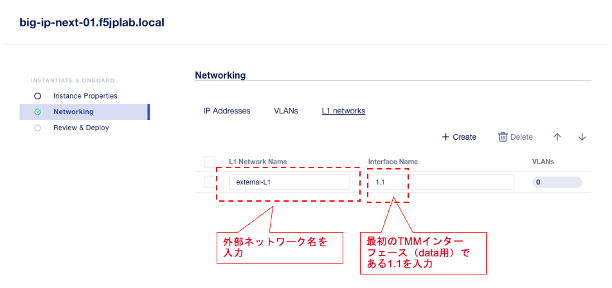 big-ip-next-01.f5jplab.local
INSTANTIATE & ONBOARD
Instance Properties
Networking
Review & Deploy
Networking
IP Addresses VLANs L1 networks
Create Delete
L1 Network Name Interface Name VLANs
external-L1 1.1 0
外部ネットワーク名を
入力
最初のTMMインター
フェース（data用）で
ある1.1を入力